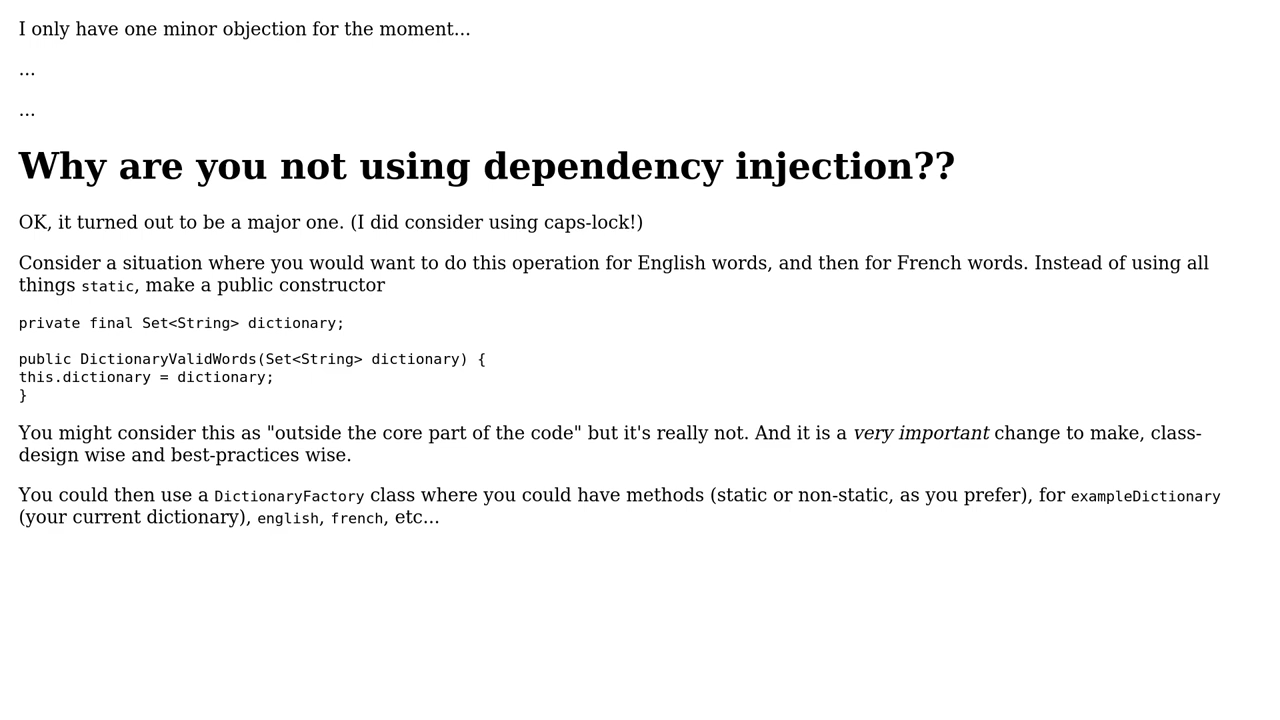 I only have one minor objection for the moment...
...
...
Why are you not using dependency injection??
OK, it turned out to be a major one. (I did consider using caps-lock!)
Consider a situation where you would want to do this operation for English words, and then for French words. Instead of using all
things static, make a public constructor
private final Set<String> dictionary;
public DictionaryValidWords(Set<String> dictionary) {
this.dictionary = dictionary;
}
You might consider this as "outside the core part of the code" but it's really not. And it is a very important change to make, class-
design wise and best-practices wise.
You could then use a DictionaryFactory class where you could have methods (static or non-static, as you prefer), for exampleDictionary
(your current dictionary), english, french, etc...